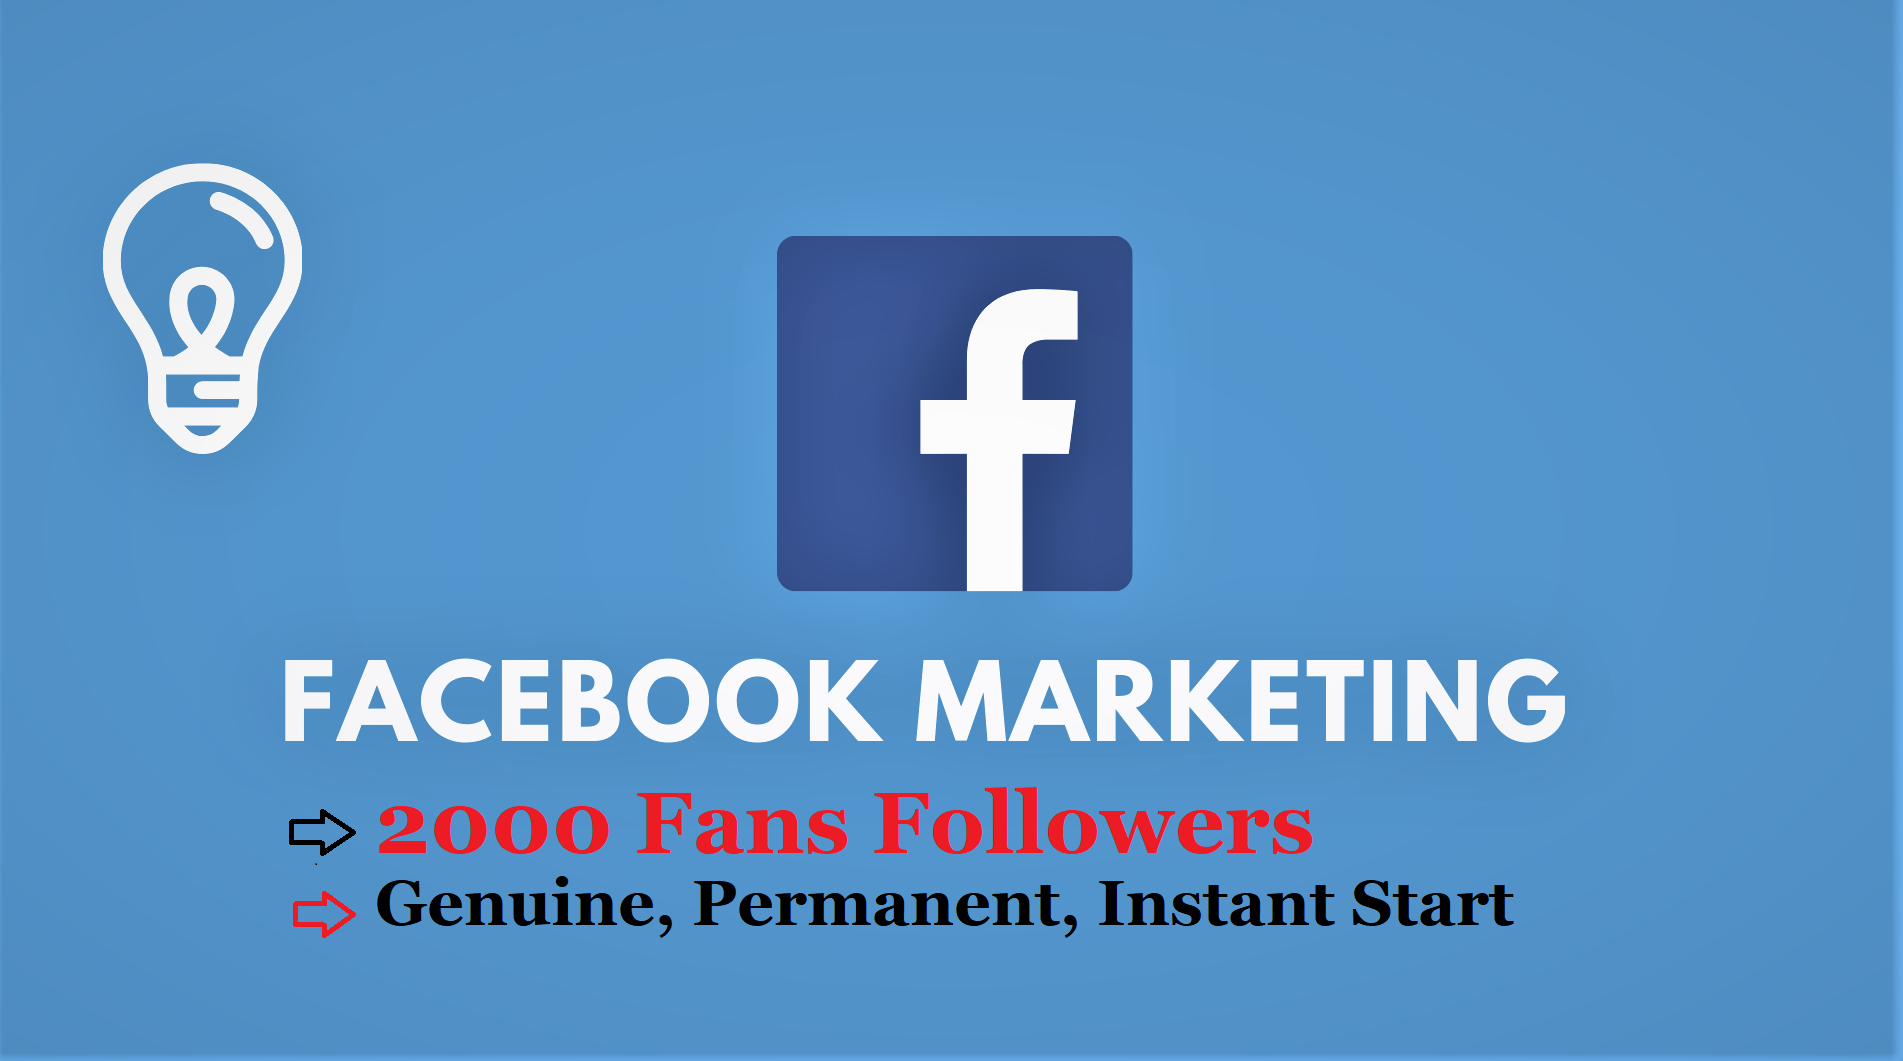 f
FACEBOOK MARKETING
2000 Fans Followers
Genuine, Permanent, Instant Start